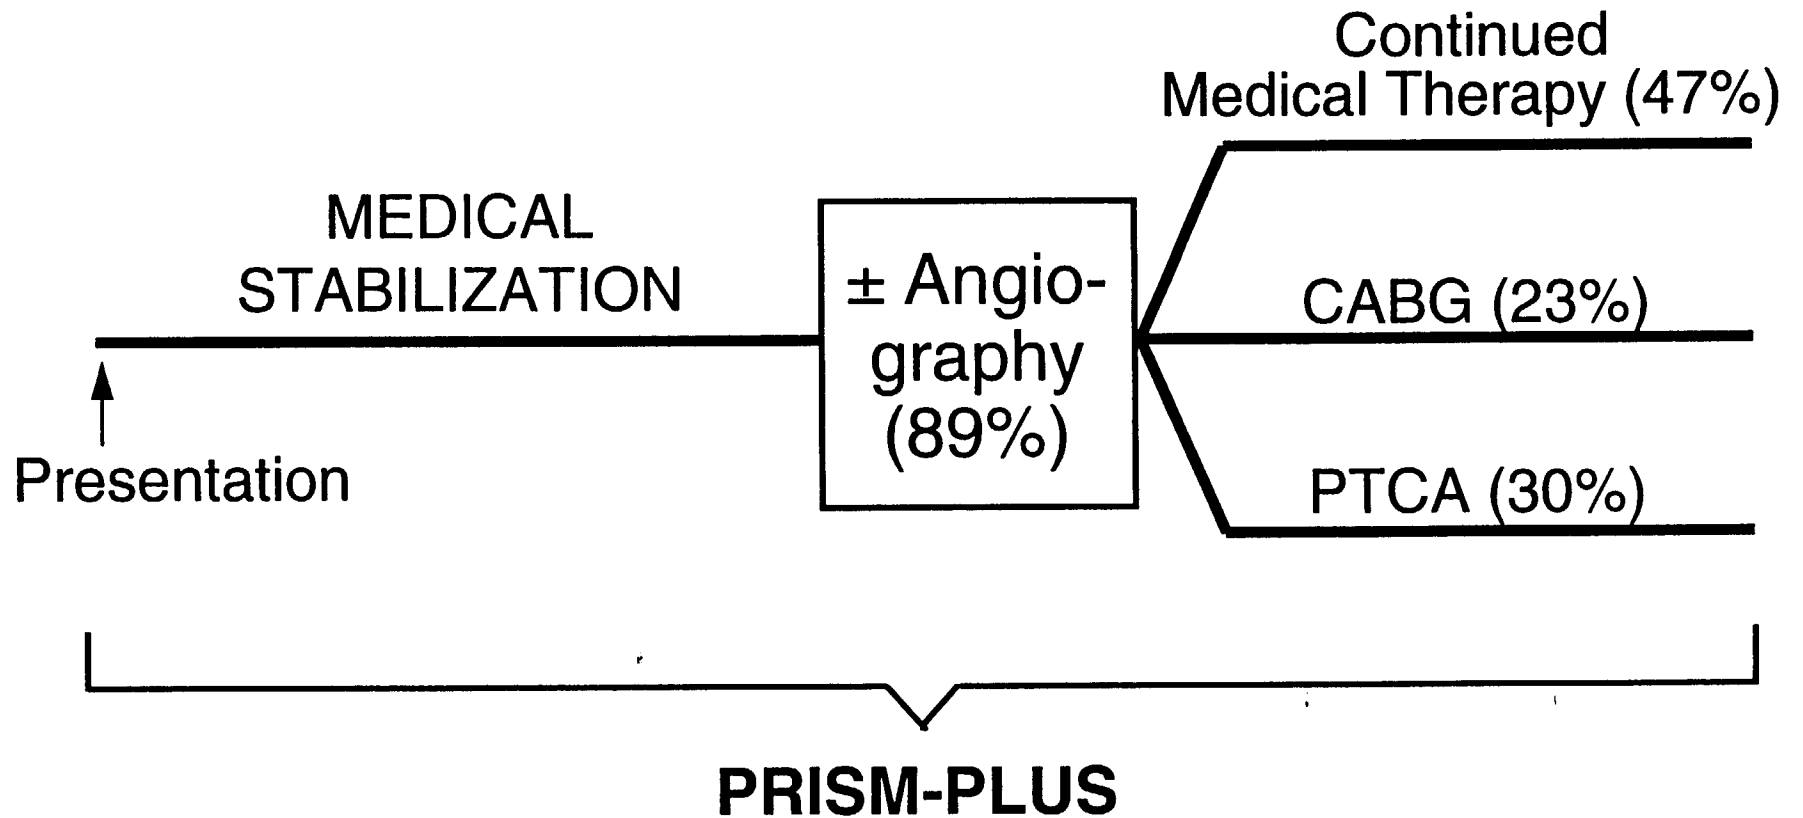 Continued
Medical Therapy (47%)
MEDICAL
STABILIZATION
± Angio-
graphy
(89%)
CABG (23%)
PTCA (30%)
Presentation
PRISM-PLUS